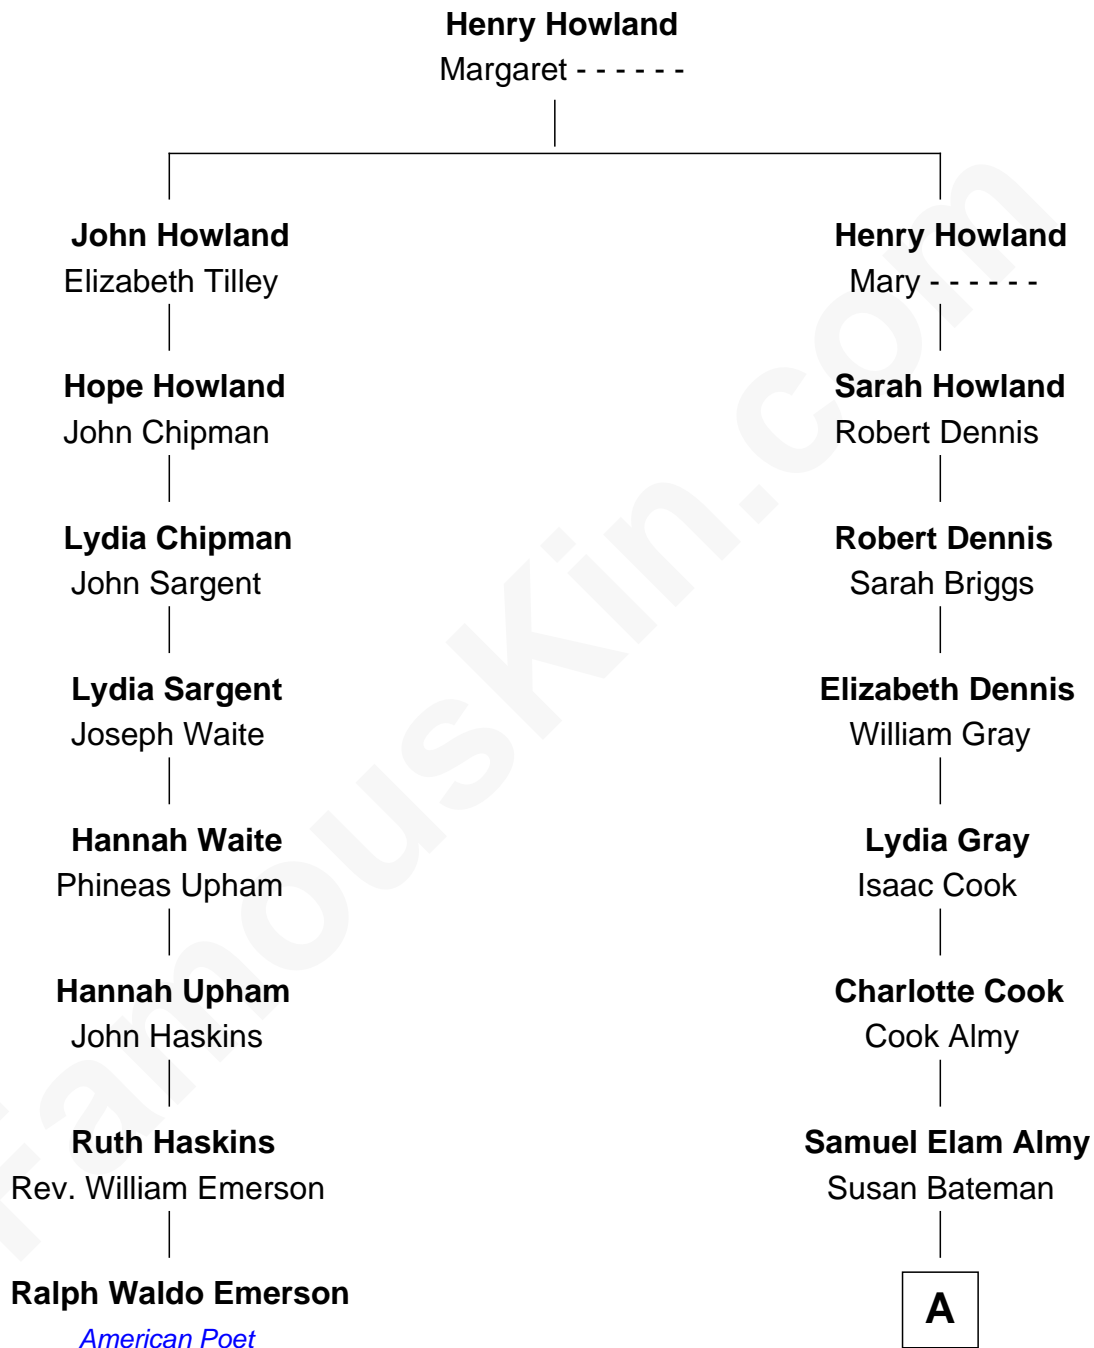 Henry Howland
Margaret - - - - - -
John Howland
Elizabeth Tilley
Hope Howland
John Chipman
Lydia Chipman
John Sargent
Lydia Sargent
Joseph Waite
Hannah Waite
Phineas Upham
Hannah Upham
John Haskins
Ruth Haskins
Rev. William Emerson
Ralph Waldo Emerson
American Poet
Henry Howland
Mary - - - - - -
Sarah Howland
Robert Dennis
Robert Dennis
Sarah Briggs
Elizabeth Dennis
William Gray
Lydia Gray
Isaac Cook
Charlotte Cook
Cook Almy
Samuel Elam Almy
Susan Bateman
A
FamousKin.com